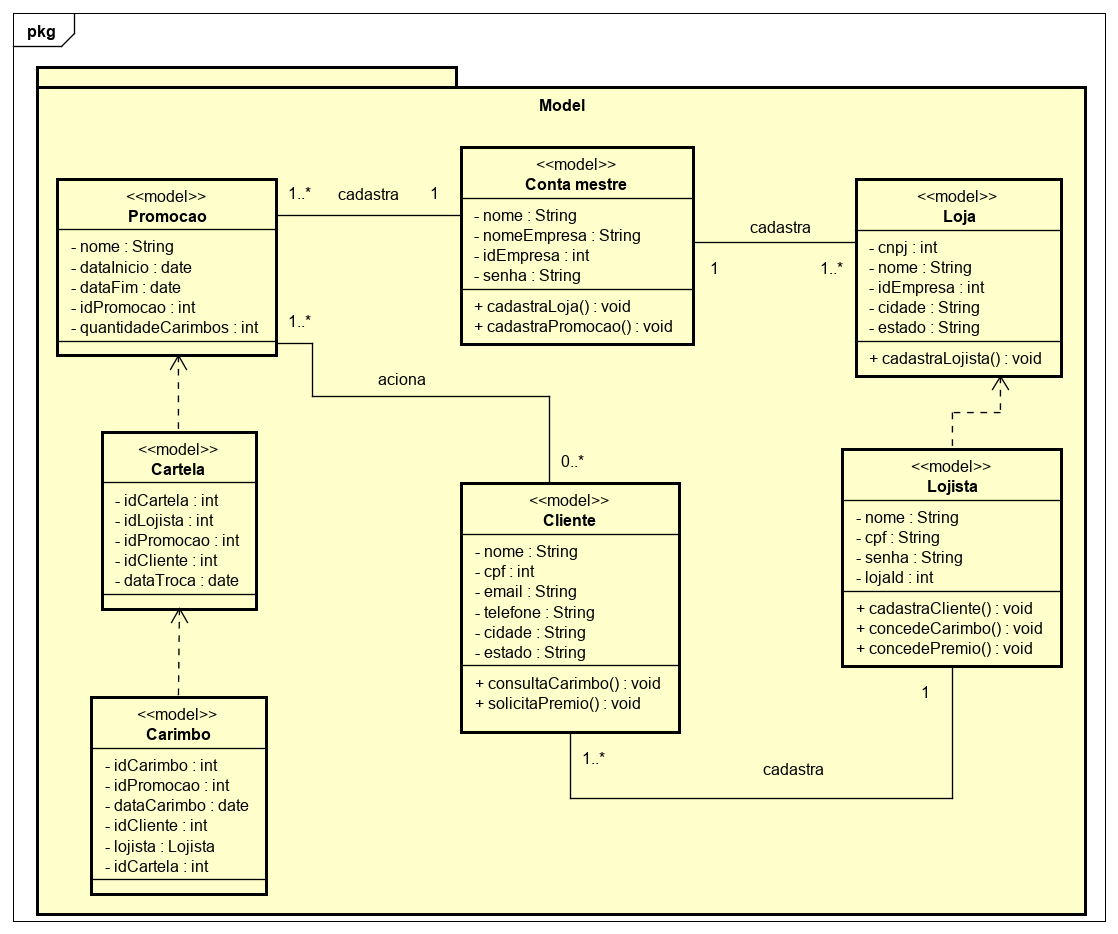 pkg
Model
<<model>>
Promocao
- nome : String
- dataInicio : date
- dataFim : date
- idPromocao : int
- quantidadeCarimbos : int
1..*
cadastra
1
<<model>>
Conta mestre
- nome : String
- nomeEmpresa : String
- idEmpresa : int
- senha : String
+ cadastraLoja() : void
+ cadastraPromocao() : void
cadastra
1
1..*
<<model>>
Loja
- cnpj : int
- nome : String
- idEmpresa : int
- cidade : String
- estado : String
+ cadastraLojista() : void
1..*
aciona
0..*
<<model>>
Cartela
- idCartela : int
- idLojista : int
- idPromocao : int
- idCliente : int
- dataTroca : date
<<model>>
Cliente
- nome : String
- cpf : int
- email : String
- telefone : String
- cidade : String
- estado : String
+ consultaCarimbo() : void
+ solicitaPremio() : void
<<model>>
Lojista
- nome : String
- cpf : String
- senha : String
- lojaId : int
+ cadastraCliente() : void
+ concedeCarimbo() : void
+ concedePremio() : void
1
1..*
cadastra
<<model>>
Carimbo
- idCarimbo : int
- idPromocao : int
- dataCarimbo : date
- idCliente : int
- lojista : Lojista
- idCartela : int